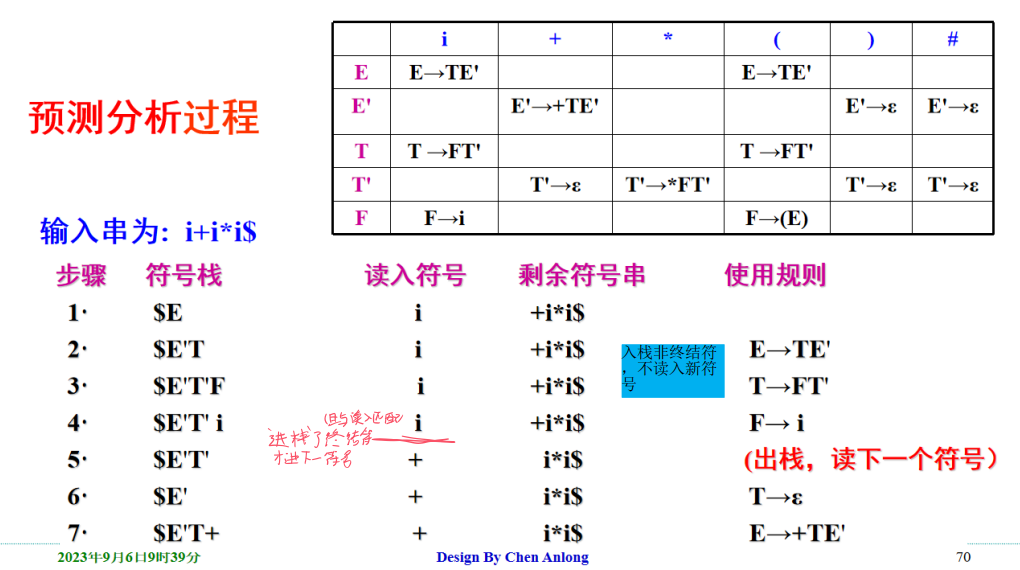 i + * ( ) #
E E→TE' E→TE'
E' E'→+TE' E'→ε E'→ε
T T →FT' T →FT'
T' T'→ε T'→*FT' T'→ε T'→ε
F F→i F→(E)
预测分析过程
输入串为: i+i*i$
步骤 符号栈 读入符号 剩余符号串 使用规则
1· $E i +i*i$
2· $E'T i +i*i$ E→TE'
入栈非终结符
，不读入新符
号
3· $E'T'F i +i*i$ T→FT'
4· $E'T' i i +i*i$ F→ i
(且与读入匹配)
进栈了终结符
才进下一符号
5· $E'T' + i*i$ (出栈，读下一个符号）
6· $E' + i*i$ T→ε
7· $E'T+ + i*i$ E→+TE'
2023年9月6日9时39分 Design By Chen Anlong 70